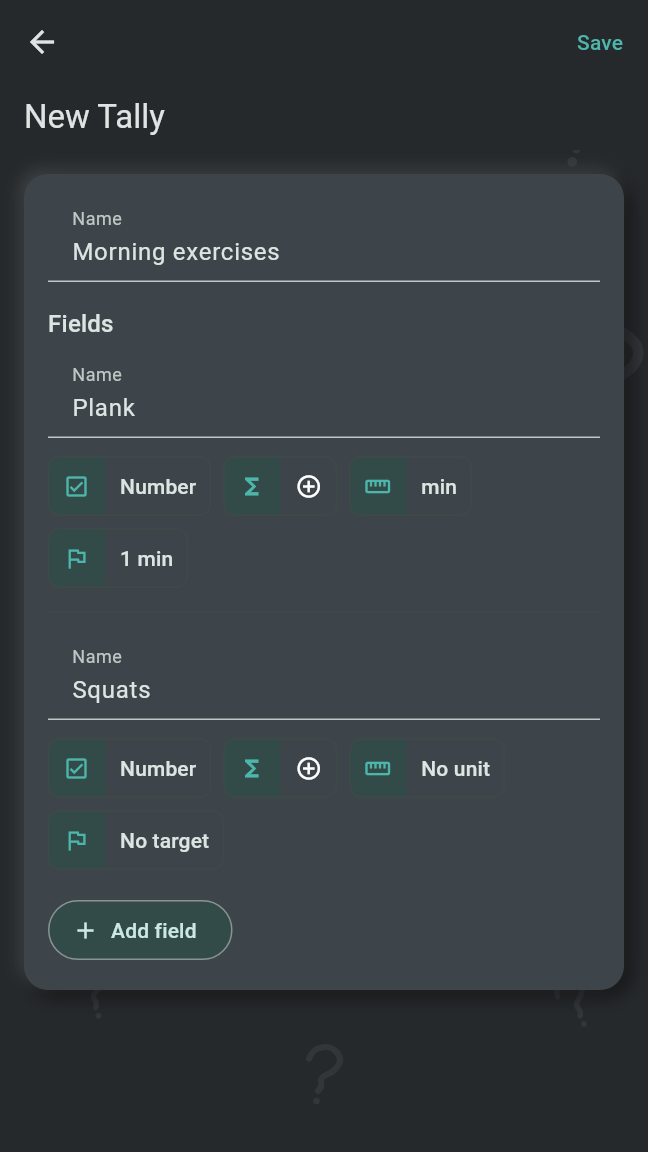 Save
New Tally
Name
Morning exercises
Fields
Name
Plank
Number Σ min
1 min
Name
Squats
Number Σ No unit
No target
+ Add field